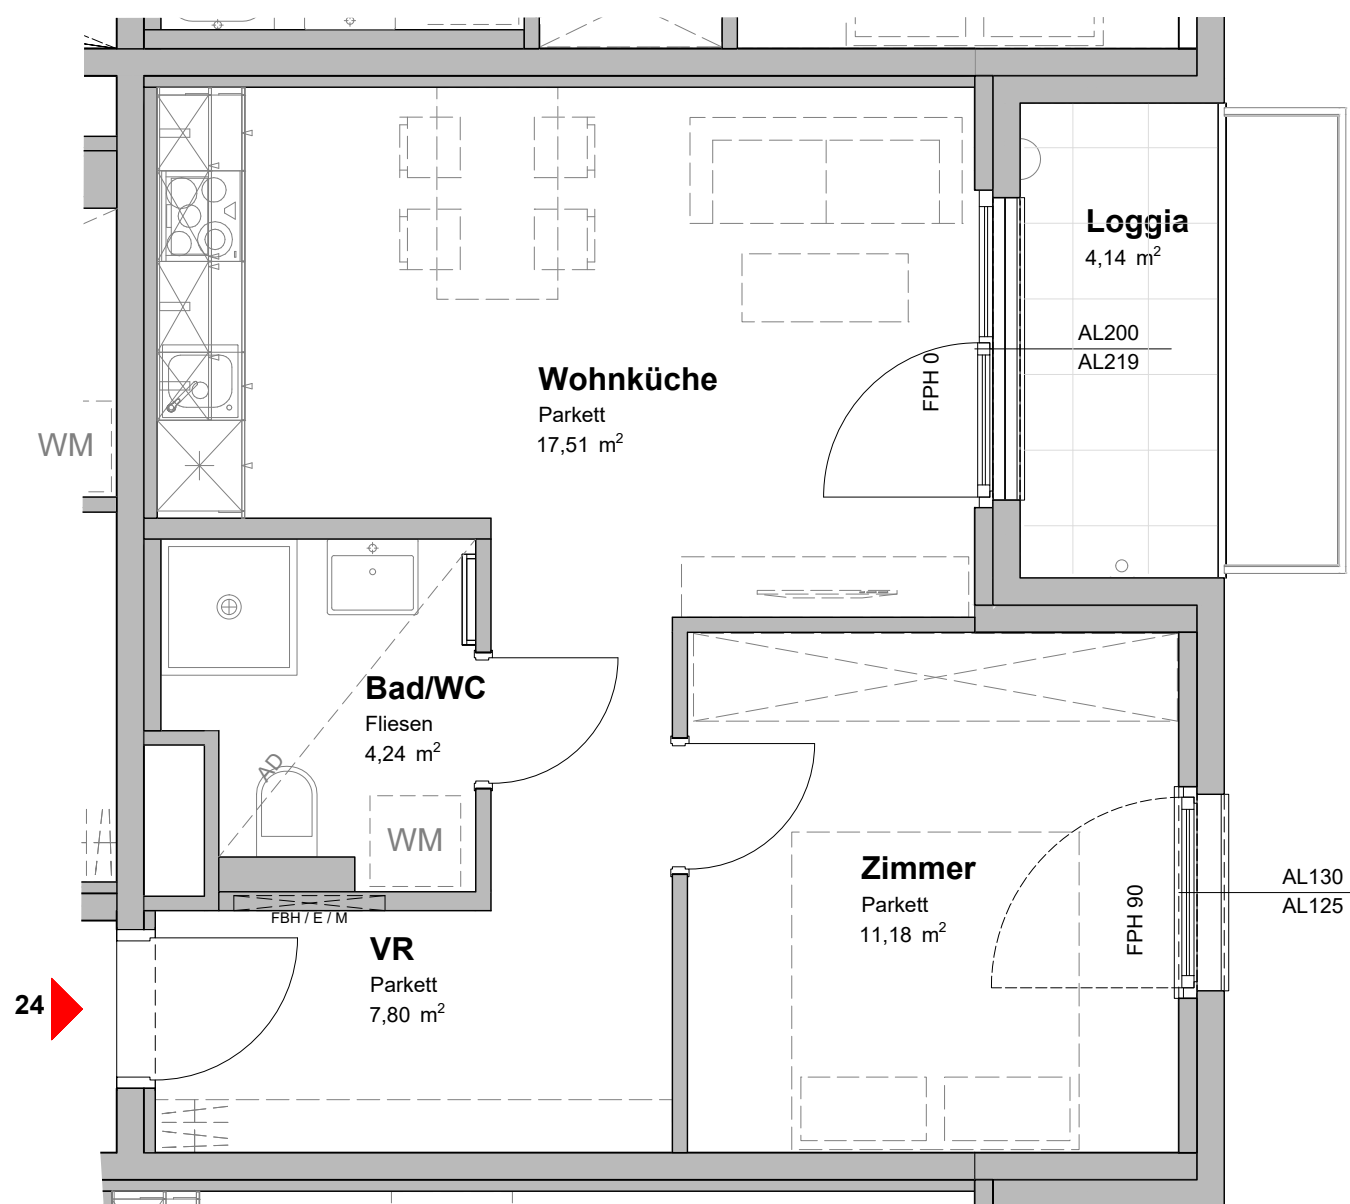 Loggia
4,14 m²
AL200
AL219
FPH 0
Wohnküche
Parkett
17,51 m²
WM
Bad/WC
Fliesen
4,24 m²
AD
WM
Zimmer
Parkett
11,18 m²
FPH 90
AL130
AL125
FBH / E / M
VR
Parkett
7,80 m²
24